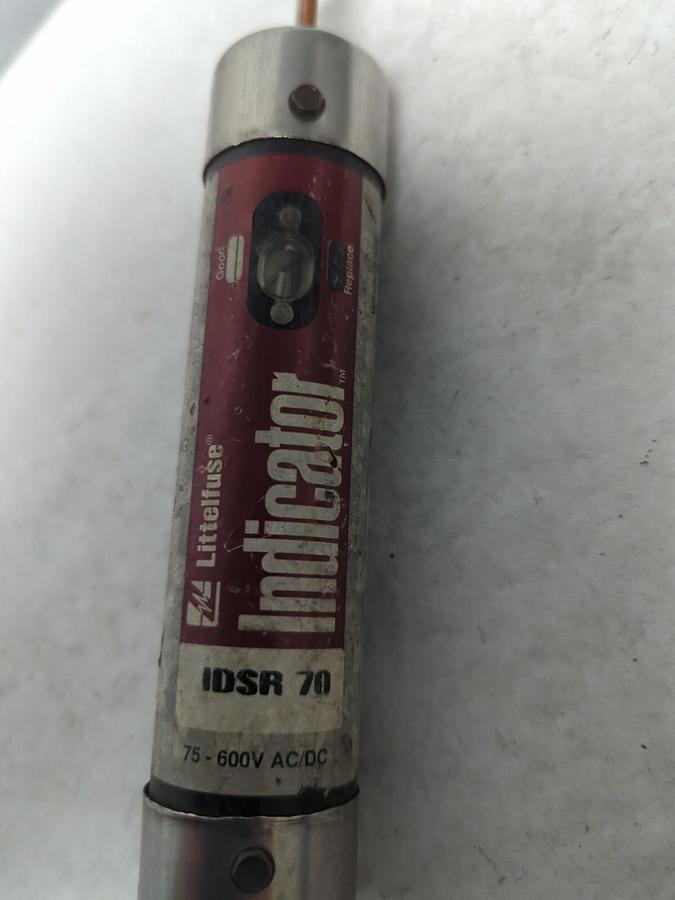 Good
Replace
Littelfuse®
Indicator™
IDSR 70
75 - 600V AC/DC